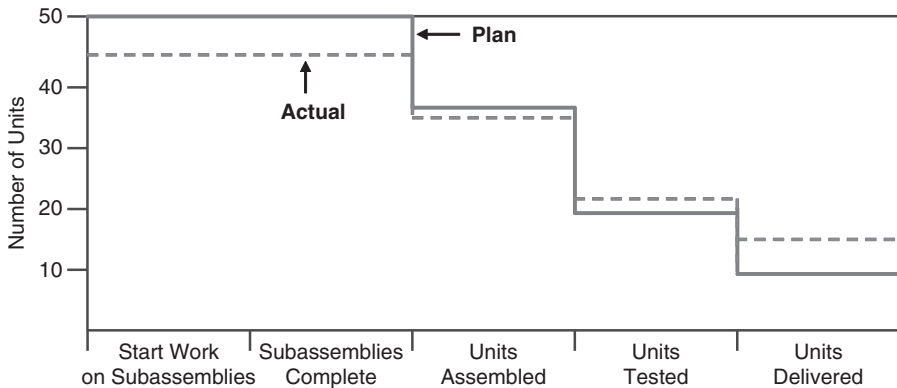 50
Plan
40
Actual
30
20
10
Number of Units
Start Work
on Subassemblies
Subassemblies
Complete
Units
Assembled
Units
Tested
Units
Delivered